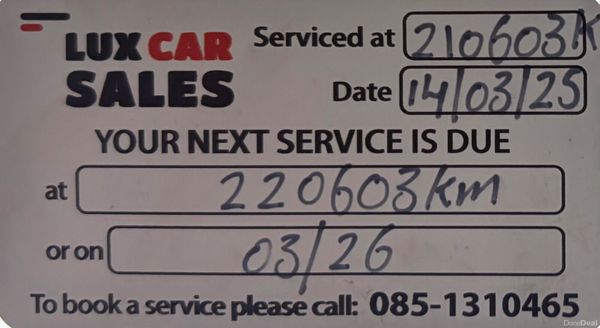 LUX CAR SALES
Serviced at 210603K
Date 14/03/25
YOUR NEXT SERVICE IS DUE
at 220603km
or on 03/26
To book a service please call: 085-1310465
DoneDeal